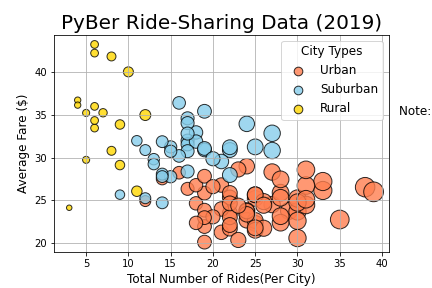 PyBer Ride-Sharing Data (2019)
City Types
Urban
Suburban
Rural
Note:
Average Fare ($)
40
35
30
25
20
5 10 15 20 25 30 35 40
Total Number of Rides(Per City)